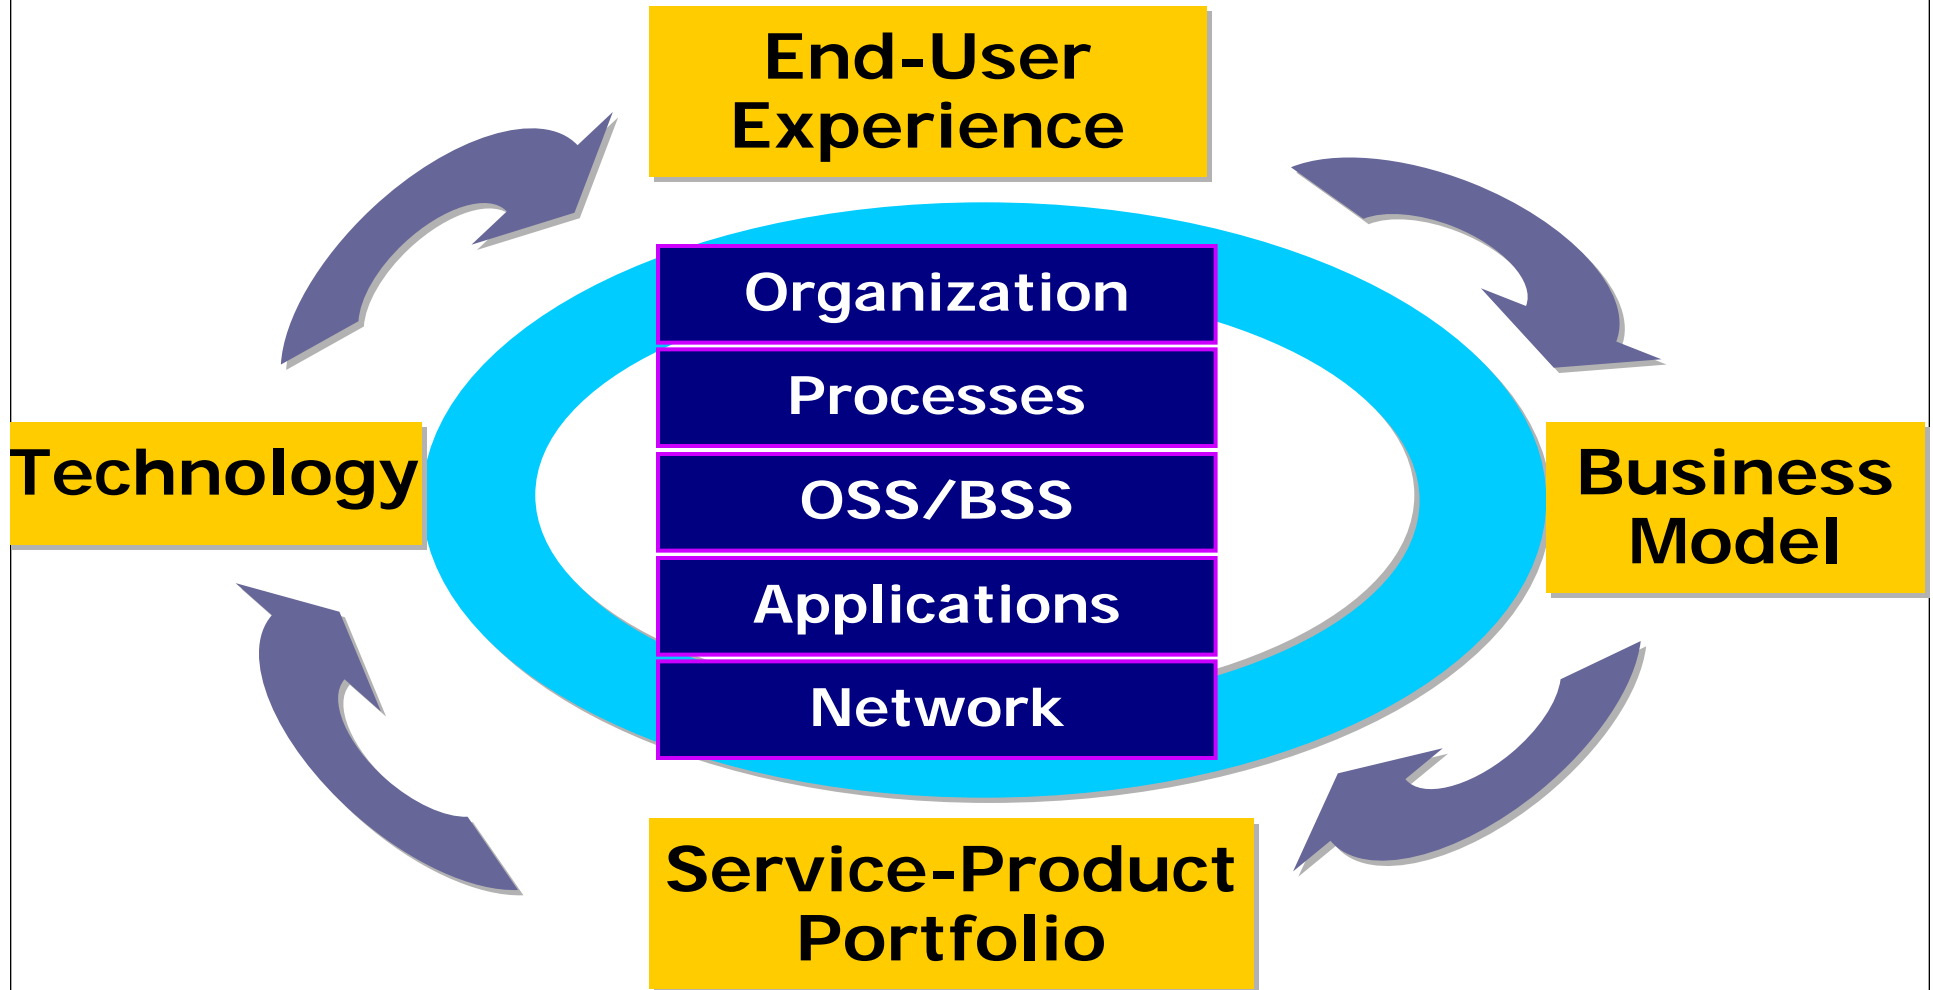 End-User
Experience
Organization
Processes
Technology
OSS/BSS
Business
Model
Applications
Network
Service-Product
Portfolio